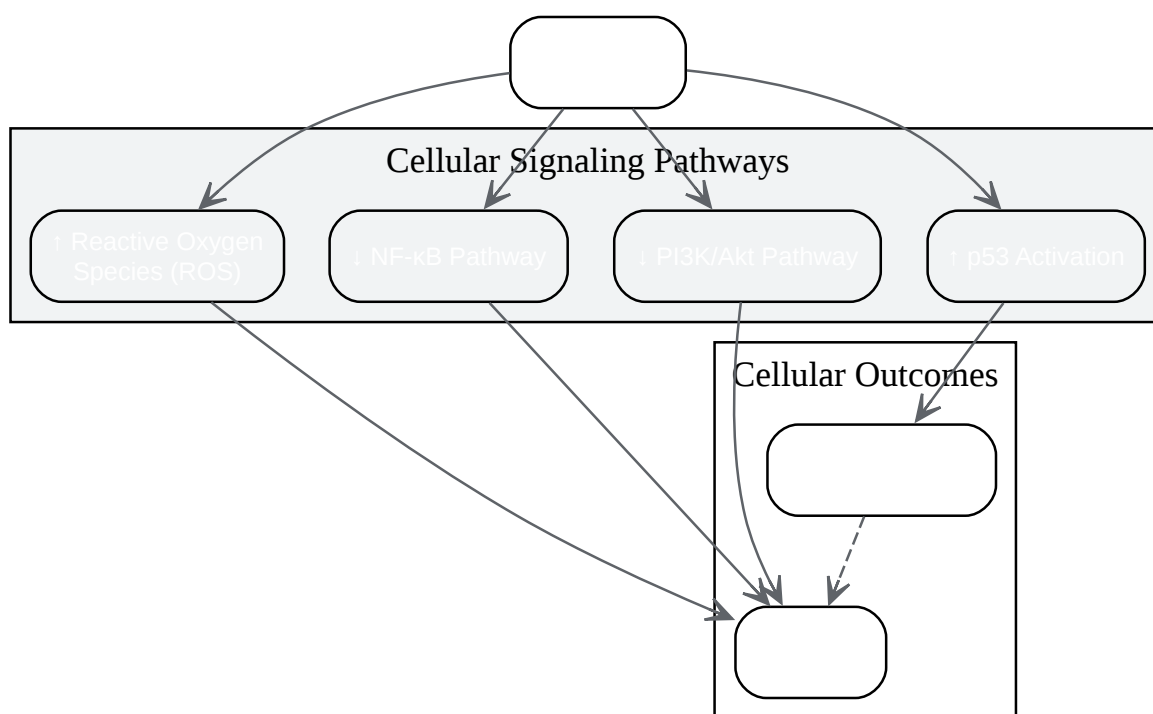 Cellular Signaling Pathways
↑ Reactive Oxygen
Species (ROS)
↓ NF-κB Pathway
↓ PI3K/Akt Pathway
↑ p53 Activation
Cellular Outcomes